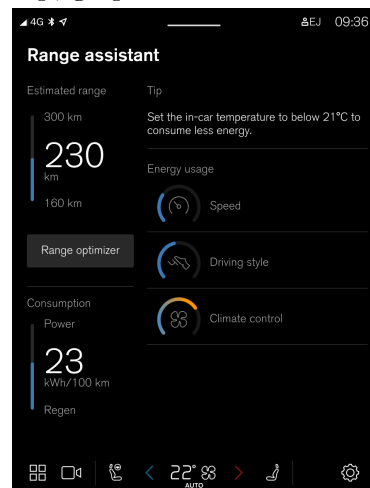 4G
EJ 09:36
Range assistant
Estimated range
300 km
230
km
160 km
Range optimizer
Consumption
Power
23
kWh/100 km
Regen
Tip
Set the in-car temperature to below 21°C to
consume less energy.
Energy usage
Speed
Driving style
Climate control
22°
AUTO